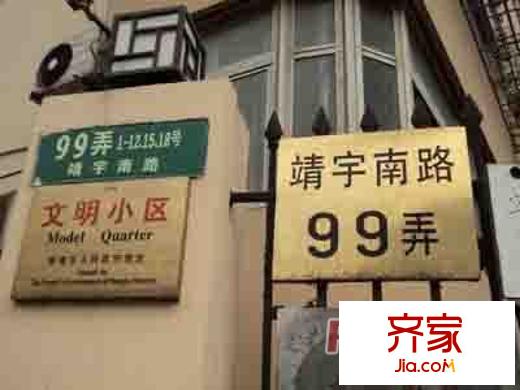 99弄 1-12.15.18号
靖宇南路
文明小区
Model Quarter
靖宇南路
99弄
齐家
Jia.com